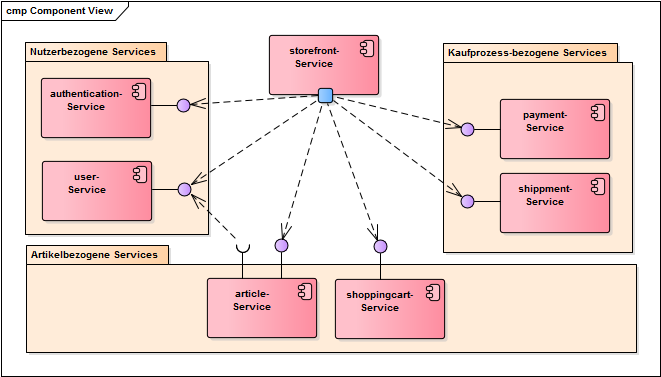 cmp Component View
Nutzerbezogene Services
storefront-
Service
Kaufprozess-bezogene Services
authentication-
Service
payment-
Service
user-
Service
shippment-
Service
Artikelbezogene Services
article-
Service
shoppingcart-
Service